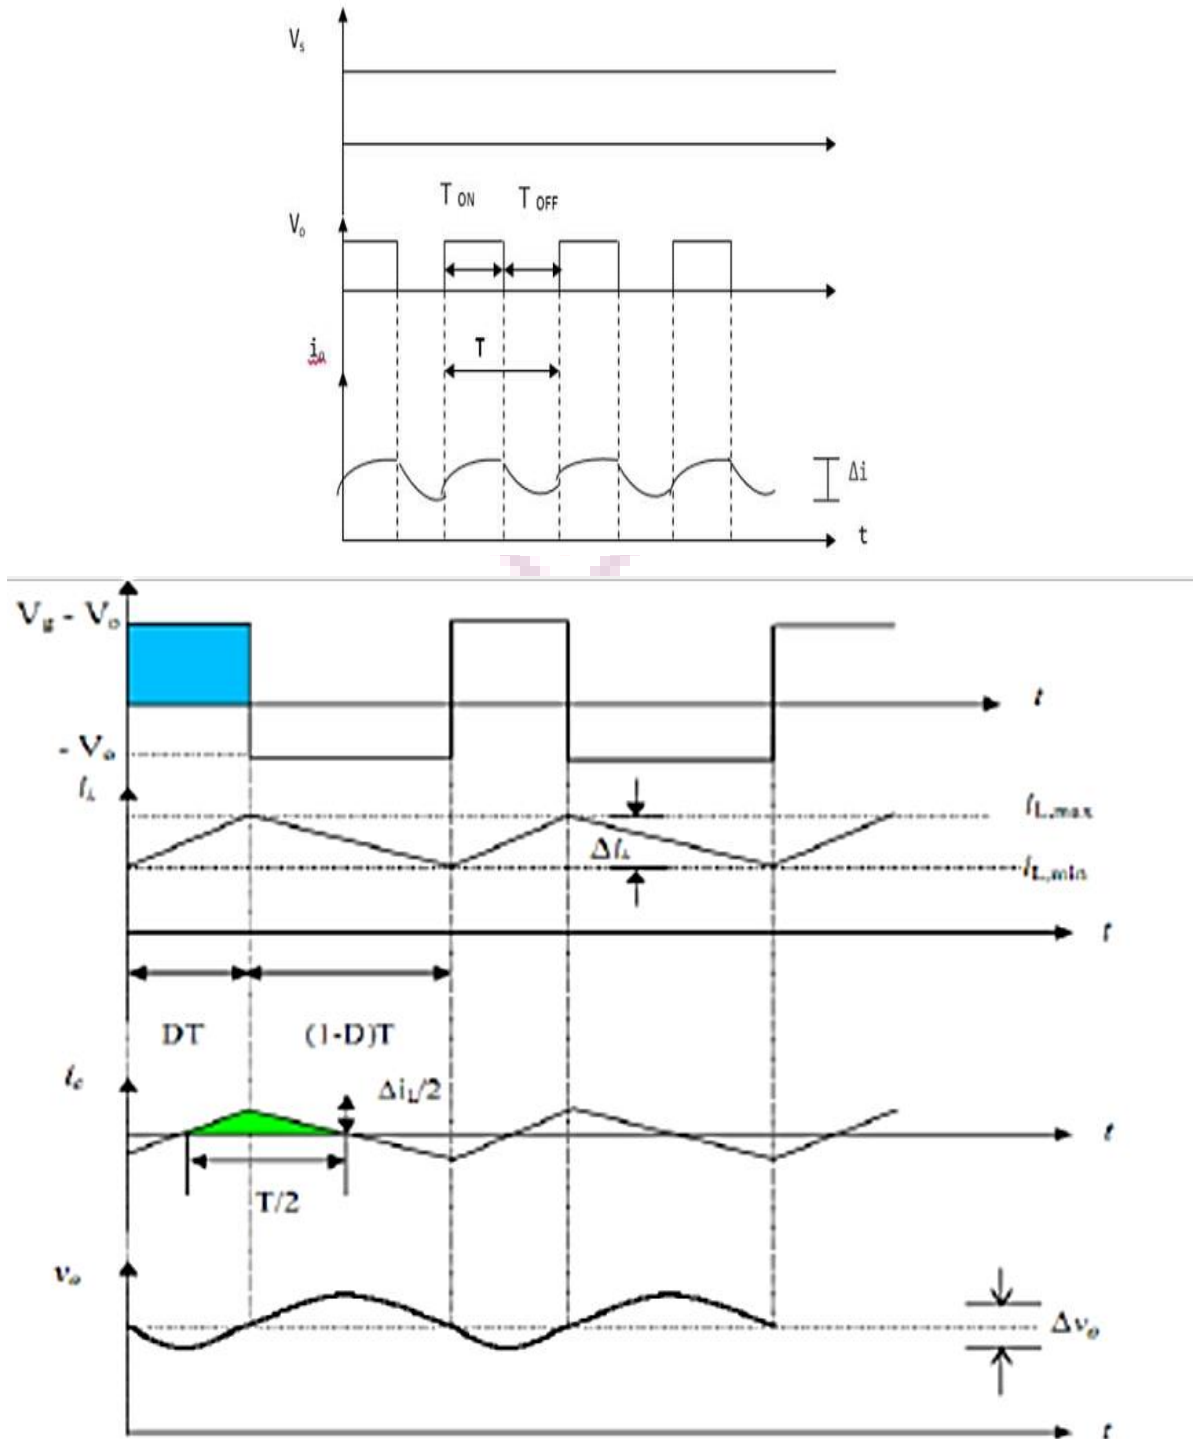 Vs
T ON T OFF
Vo
T
io
Δi
t
Vg - Vo
t
- Vo
iL
iL,max
ΔiL
iL,min
t
DT (1-D)T
ic
ΔiL/2
t
T/2
vo
Δvo
t